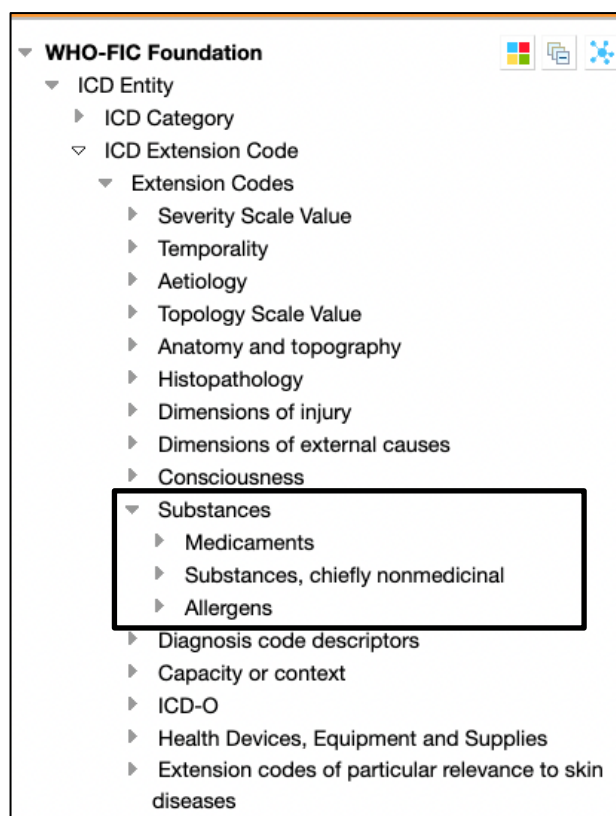 WHO-FIC Foundation
ICD Entity
ICD Category
ICD Extension Code
Extension Codes
Severity Scale Value
Temporality
Aetiology
Topology Scale Value
Anatomy and topography
Histopathology
Dimensions of injury
Dimensions of external causes
Consciousness
Substances
Medicaments
Substances, chiefly nonmedicinal
Allergens
Diagnosis code descriptors
Capacity or context
ICD-O
Health Devices, Equipment and Supplies
Extension codes of particular relevance to skin
diseases